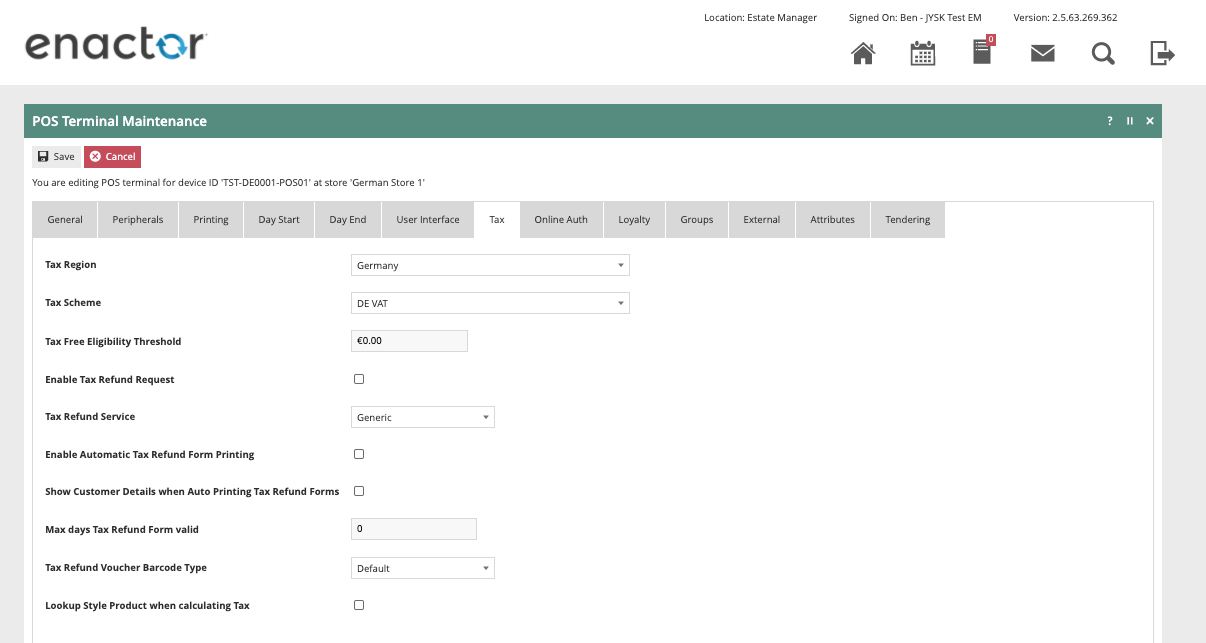 Location: Estate Manager Signed On: Ben - JYSK Test EM Version: 2.5.63.269.362
enactor
0
POS Terminal Maintenance
Save Cancel
You are editing POS terminal for device ID 'TST-DE0001-POS01' at store 'German Store 1'
General Peripherals Printing Day Start Day End User Interface Tax Online Auth Loyalty Groups External Attributes Tendering
Tax Region Germany
Tax Scheme DE VAT
Tax Free Eligibility Threshold €0.00
Enable Tax Refund Request
Tax Refund Service Generic
Enable Automatic Tax Refund Form Printing
Show Customer Details when Auto Printing Tax Refund Forms
Max days Tax Refund Form valid 0
Tax Refund Voucher Barcode Type Default
Lookup Style Product when calculating Tax